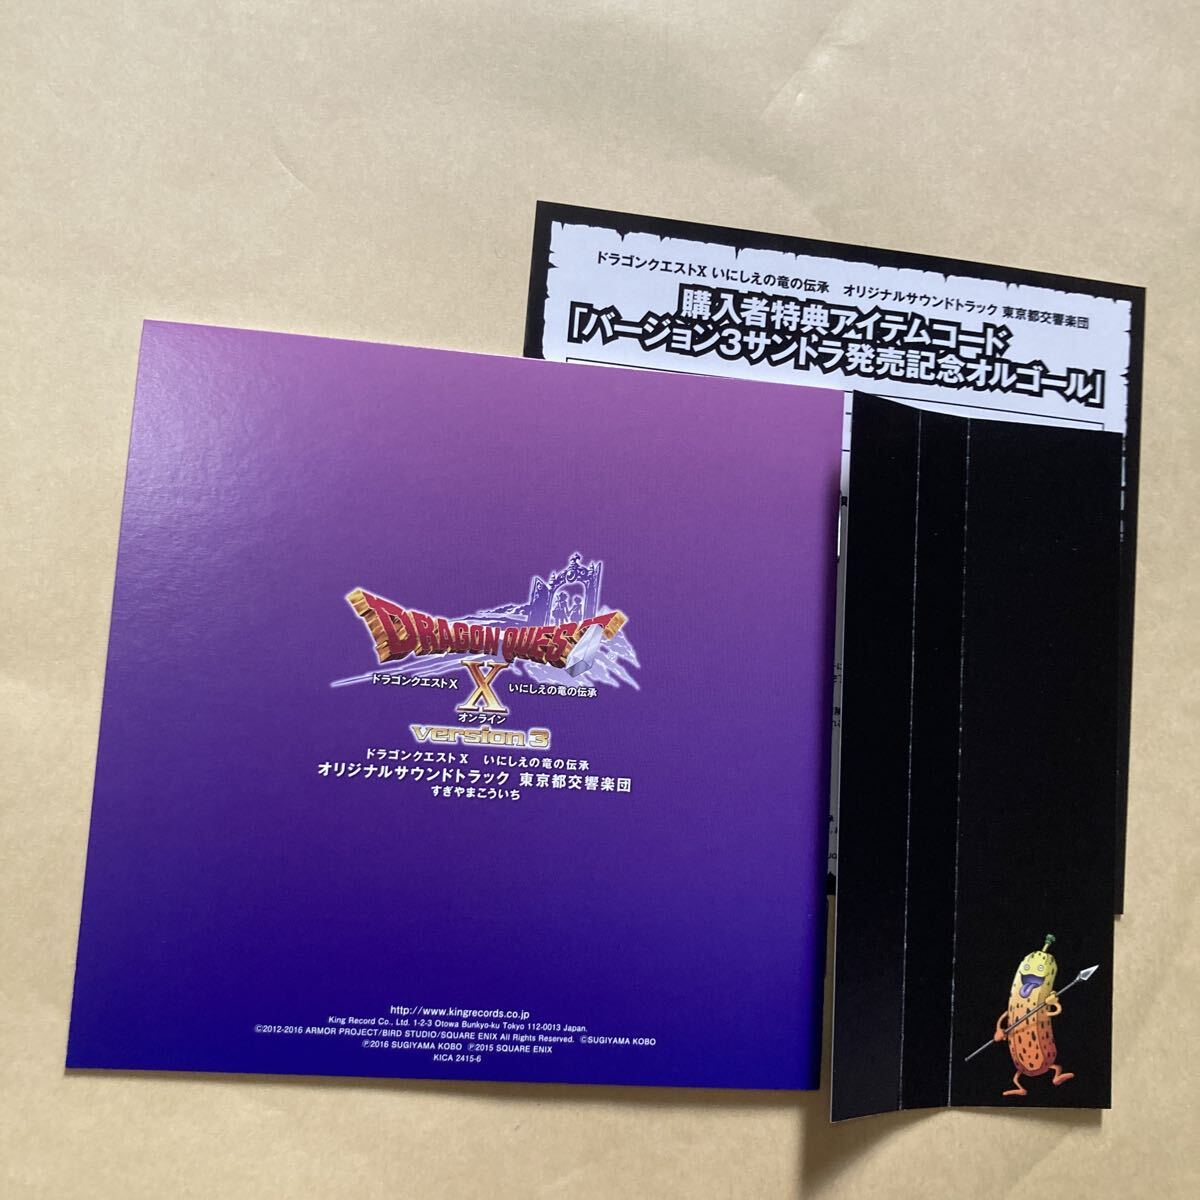 ドラゴンクエストX いにしえの竜の伝承 オリジナルサウンドトラック 東京都交響楽団
購入者特典アイテムコード
「バージョン3サンドラ発売記念オルゴール」
DRAGON QUEST
X
ドラゴンクエストX いにしえの竜の伝承
オンライン
version 3
ドラゴンクエストX いにしえの竜の伝承
オリジナルサウンドトラック 東京都交響楽団
すぎやまこういち
http://www.kingrecords.co.jp
King Record Co., Ltd. 1-2-3 Otowa Bunkyo-ku Tokyo 112-0013 Japan.
©2012-2016 ARMOR PROJECT/BIRD STUDIO/SQUARE ENIX All Rights Reserved. ©SUGIYAMA KOBO
℗2016 SUGIYAMA KOBO ℗2015 SQUARE ENIX
KICA 2415-6